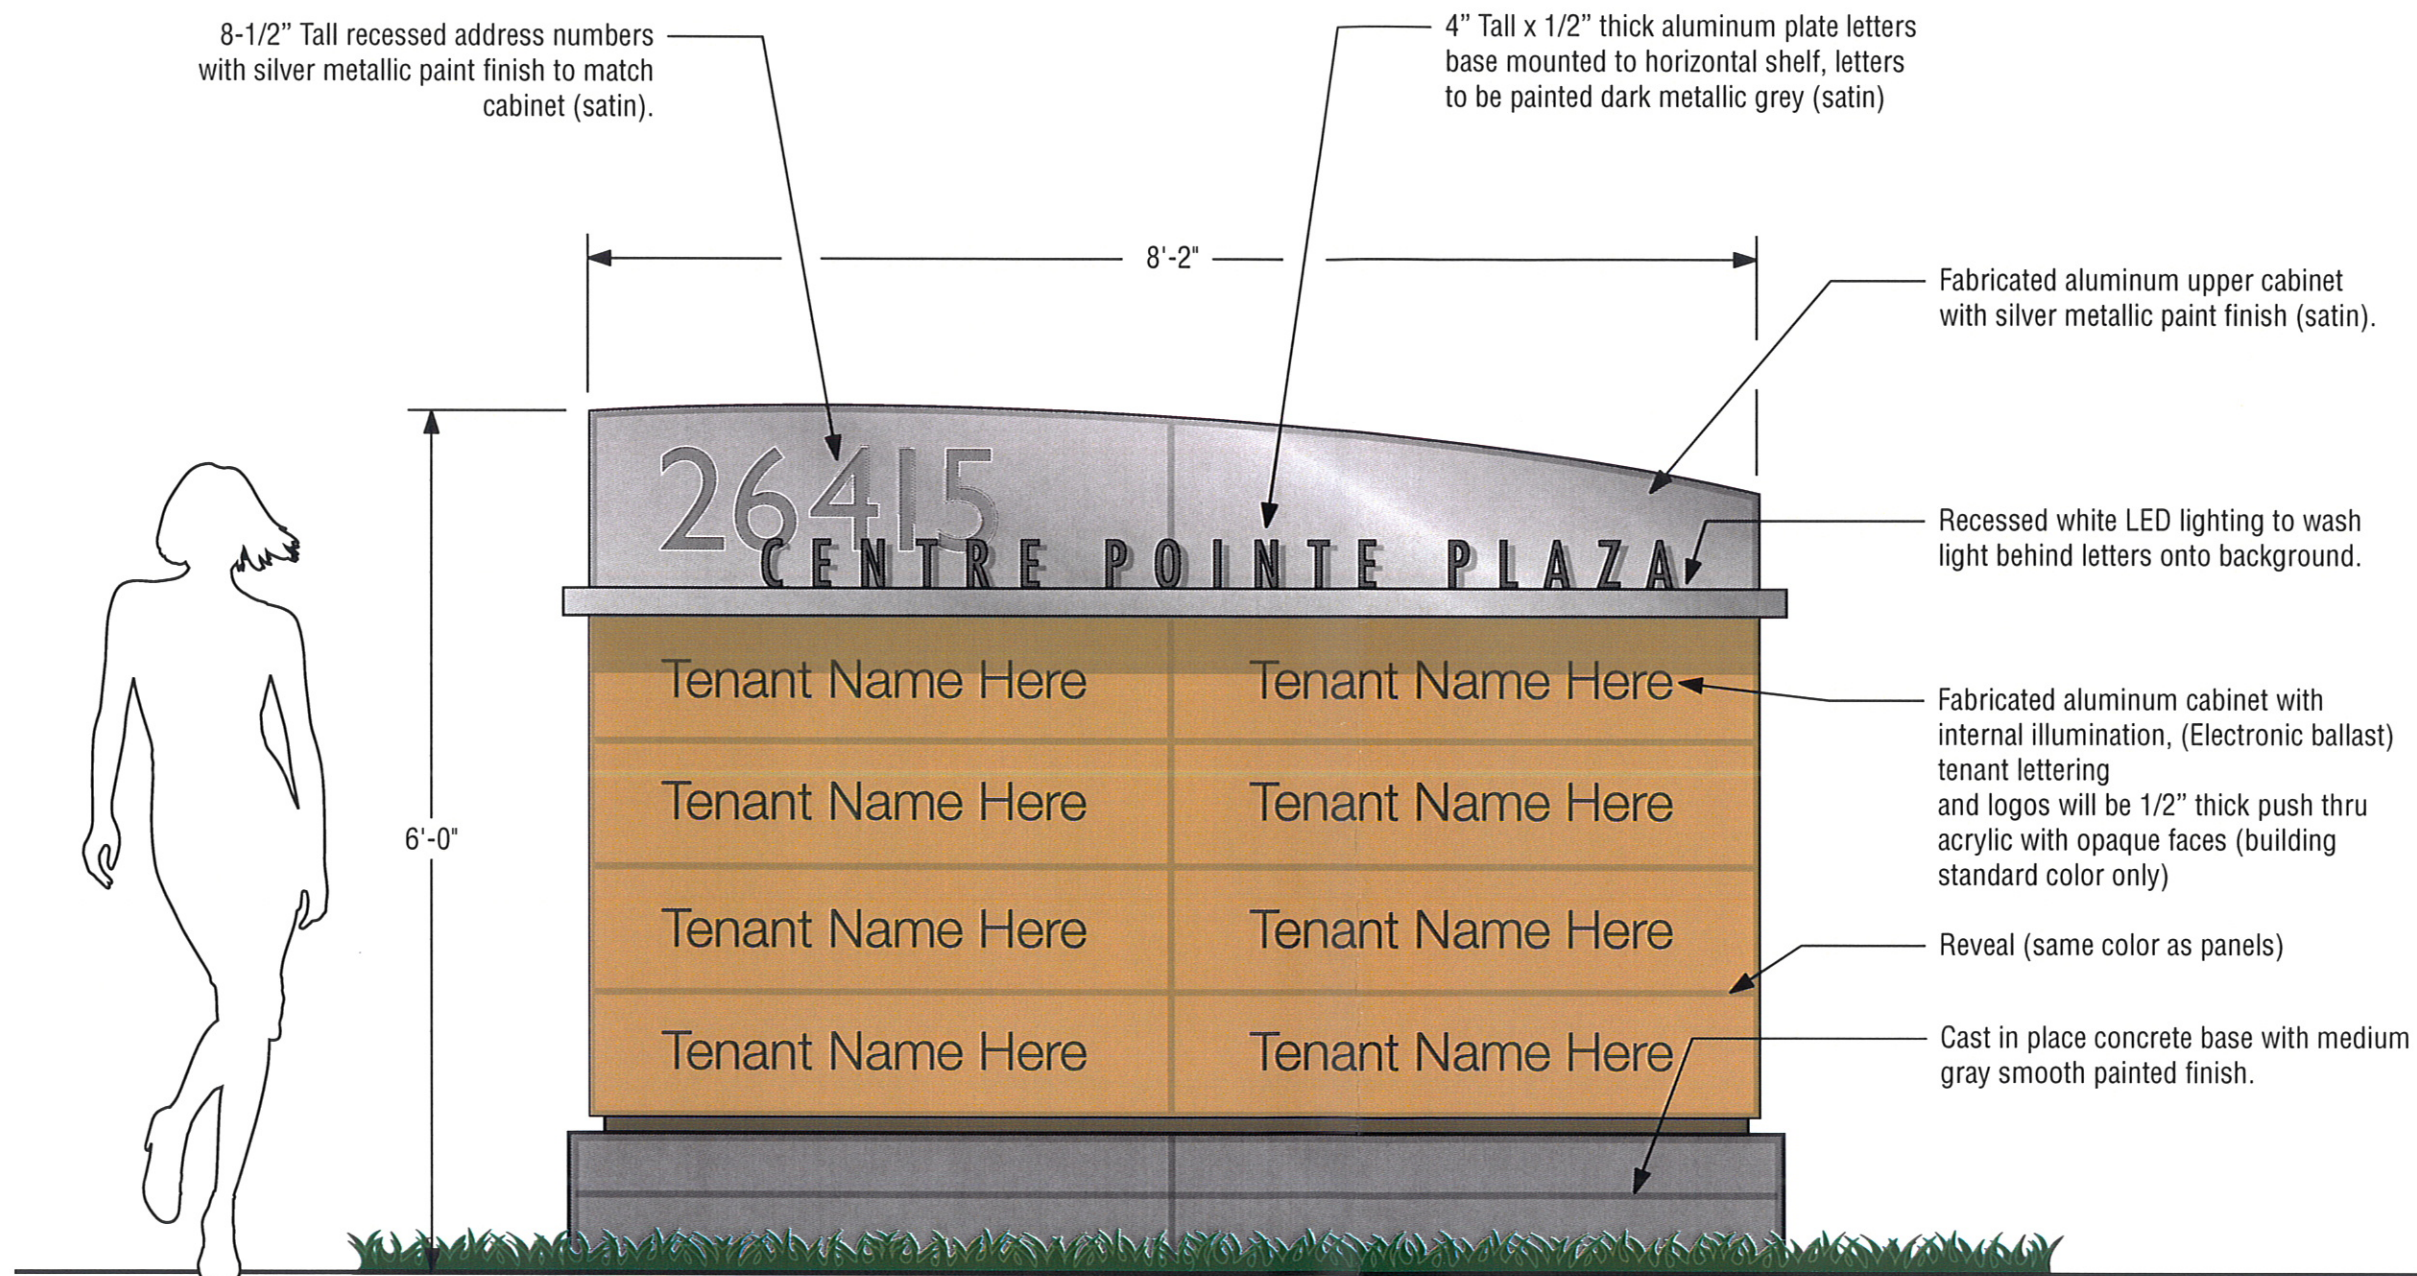 8-1/2” Tall recessed address numbers
with silver metallic paint finish to match
cabinet (satin).
4” Tall x 1/2” thick aluminum plate letters
base mounted to horizontal shelf, letters
to be painted dark metallic grey (satin)
8'-2"
Fabricated aluminum upper cabinet
with silver metallic paint finish (satin).
26415
CENTRE POINTE PLAZA
Recessed white LED lighting to wash
light behind letters onto background.
Tenant Name Here
Tenant Name Here
Tenant Name Here
Tenant Name Here
Tenant Name Here
Tenant Name Here
Tenant Name Here
Tenant Name Here
6'-0"
Fabricated aluminum cabinet with
internal illumination, (Electronic ballast)
tenant lettering
and logos will be 1/2” thick push thru
acrylic with opaque faces (building
standard color only)
Reveal (same color as panels)
Cast in place concrete base with medium
gray smooth painted finish.